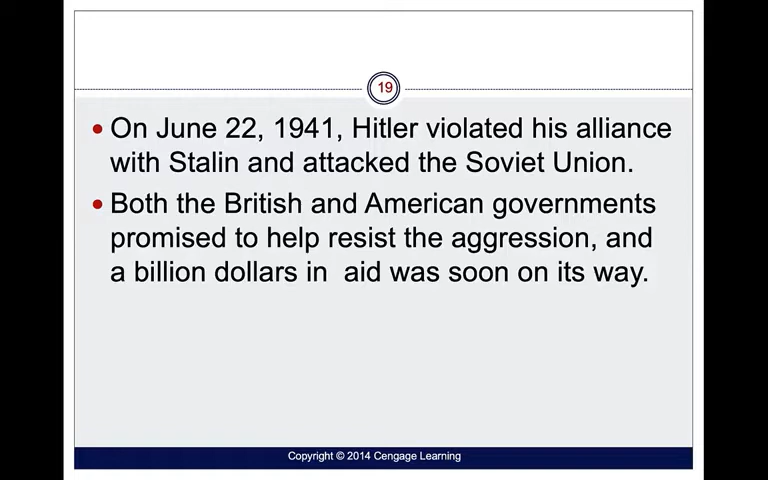 19
• On June 22, 1941, Hitler violated his alliance
with Stalin and attacked the Soviet Union.
• Both the British and American governments
promised to help resist the aggression, and
a billion dollars in  aid was soon on its way.
Copyright © 2014 Cengage Learning